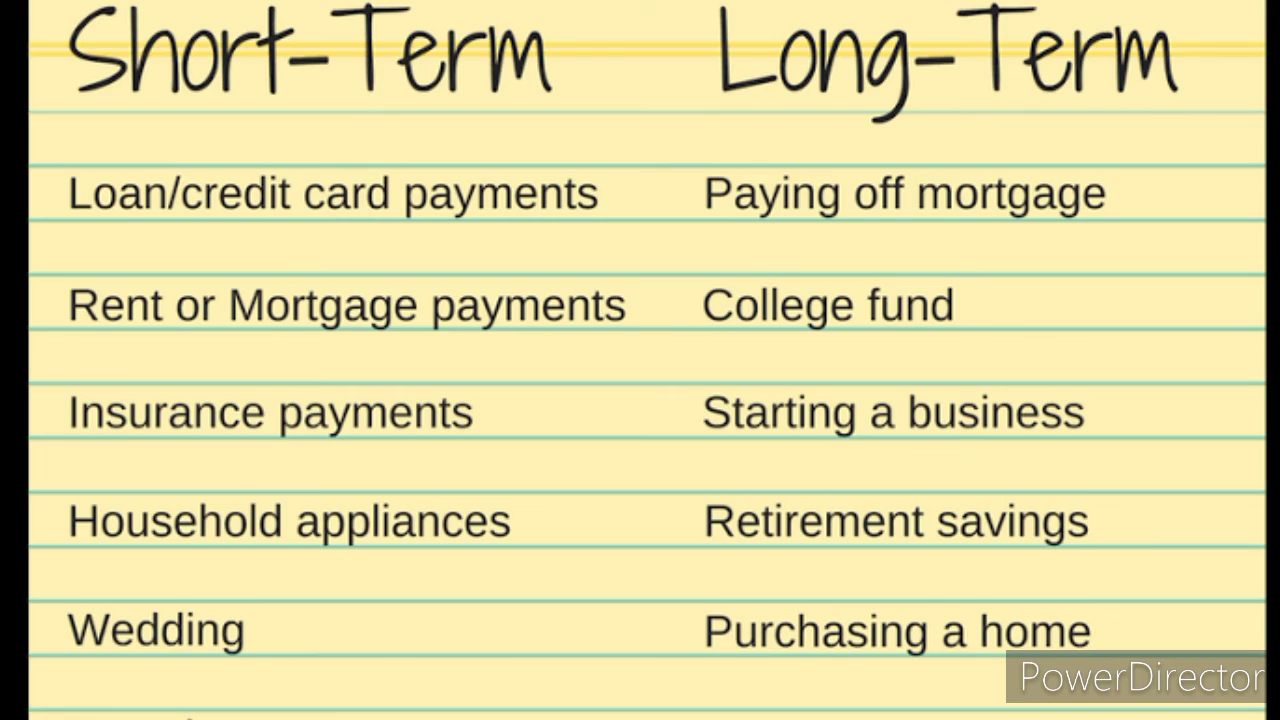 Short-Term Long-Term
Loan/credit card payments Paying off mortgage
Rent or Mortgage payments College fund
Insurance payments Starting a business
Household appliances Retirement savings
Wedding Purchasing a home
PowerDirector